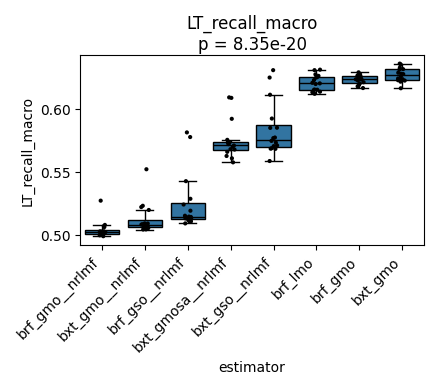 LT_recall_macro
p = 8.35e-20
LT_recall_macro
0.60
0.55
0.50
brf_gmo__nrlmf
bxt_gmo__nrlmf
brf_gso__nrlmf
bxt_gmosa__nrlmf
bxt_gso__nrlmf
brf_lmo
brf_gmo
bxt_gmo
estimator